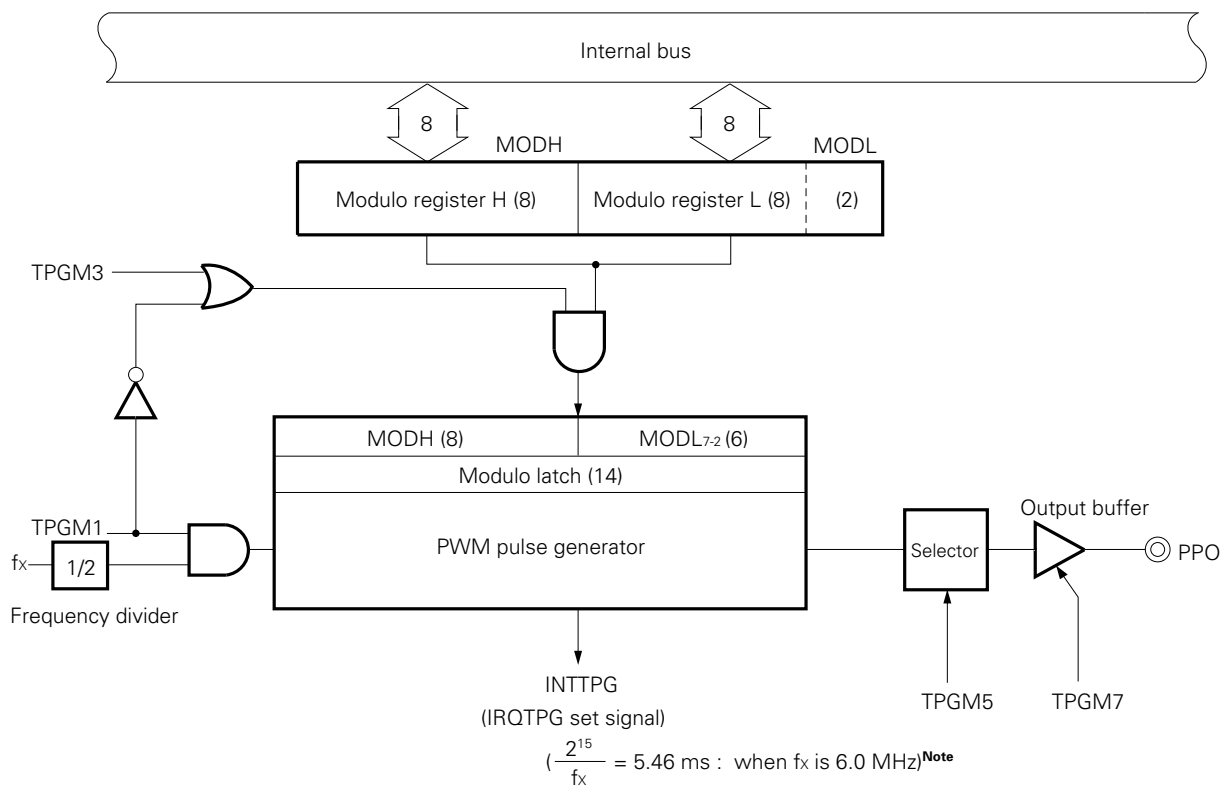 Internal bus
8 8
MODH MODL
Modulo register H (8) Modulo register L (8) (2)
TPGM3
MODH (8) MODL7-2 (6)
Modulo latch (14)
TPGM1
PWM pulse generator
fX 1/2
Frequency divider
Selector
Output buffer
PPO
INTTPG
(IRQTPG set signal)
TPGM5 TPGM7
(2^15/fX = 5.46 ms : when fX is 6.0 MHz)Note